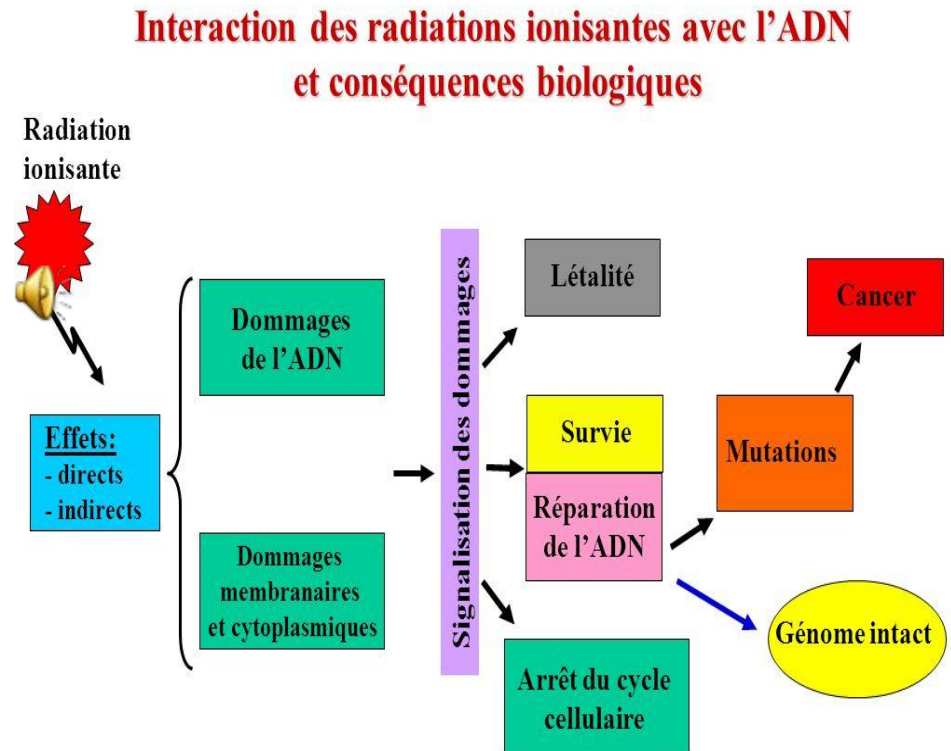 Interaction des radiations ionisantes avec l’ADN
et conséquences biologiques
Radiation
ionisante
Effets:
- directs
- indirects
Dommages
de l’ADN
Dommages
membranaires
et cytoplasmiques
Signalisation des dommages
Létalité
Survie
Réparation
de l’ADN
Arrêt du cycle
cellulaire
Mutations
Cancer
Génome intact